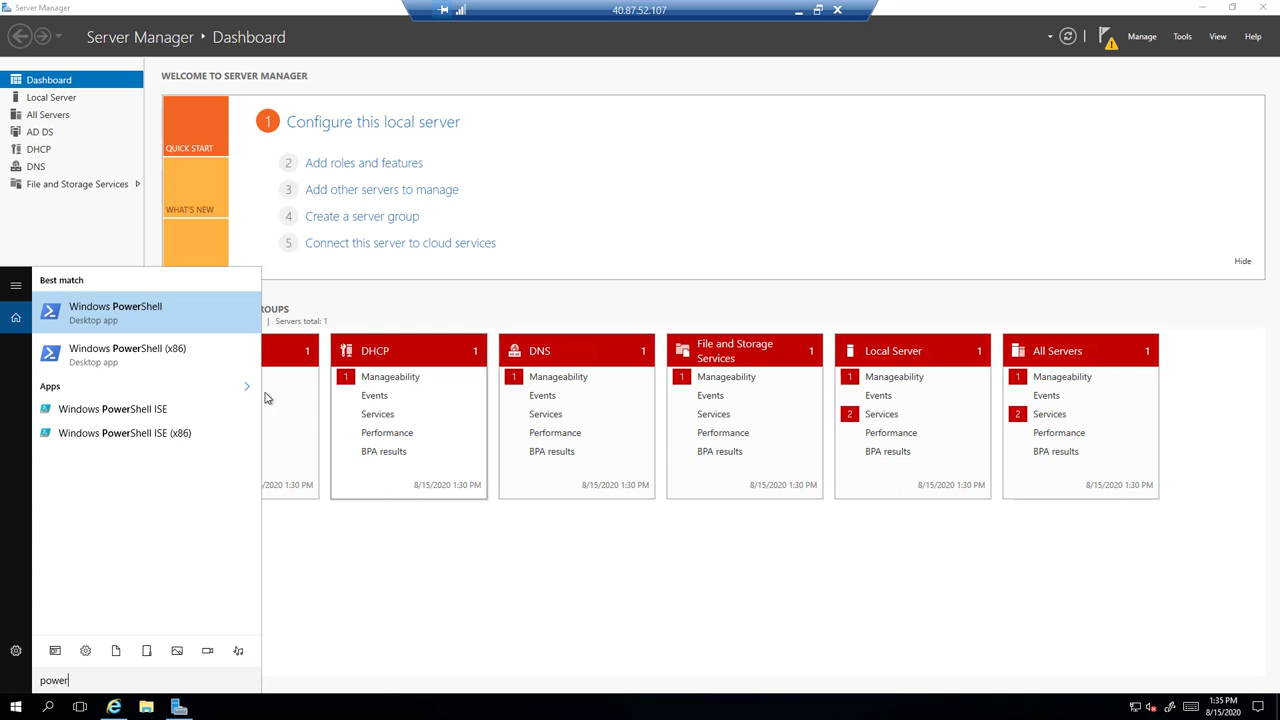 Server Manager
40.87.52.107
Server Manager • Dashboard
Manage Tools View Help
Dashboard
Local Server
All Servers
AD DS
DHCP
DNS
File and Storage Services
WELCOME TO SERVER MANAGER
QUICK START
WHAT'S NEW
1 Configure this local server
2 Add roles and features
3 Add other servers to manage
4 Create a server group
5 Connect this server to cloud services
Hide
Best match
Windows PowerShell
Desktop app
Windows PowerShell (x86)
Desktop app
Apps
Windows PowerShell ISE
Windows PowerShell ISE (x86)
power
OUPS
Servers total: 1
1
/2020 1:30 PM
DHCP 1
1 Manageability
Events
Services
Performance
BPA results
8/15/2020 1:30 PM
DNS 1
1 Manageability
Events
Services
Performance
BPA results
8/15/2020 1:30 PM
File and Storage
Services 1
1 Manageability
Events
Services
Performance
BPA results
8/15/2020 1:30 PM
Local Server 1
1 Manageability
Events
2 Services
Performance
BPA results
8/15/2020 1:30 PM
All Servers 1
1 Manageability
Events
2 Services
Performance
BPA results
8/15/2020 1:30 PM
1:35 PM
8/15/2020